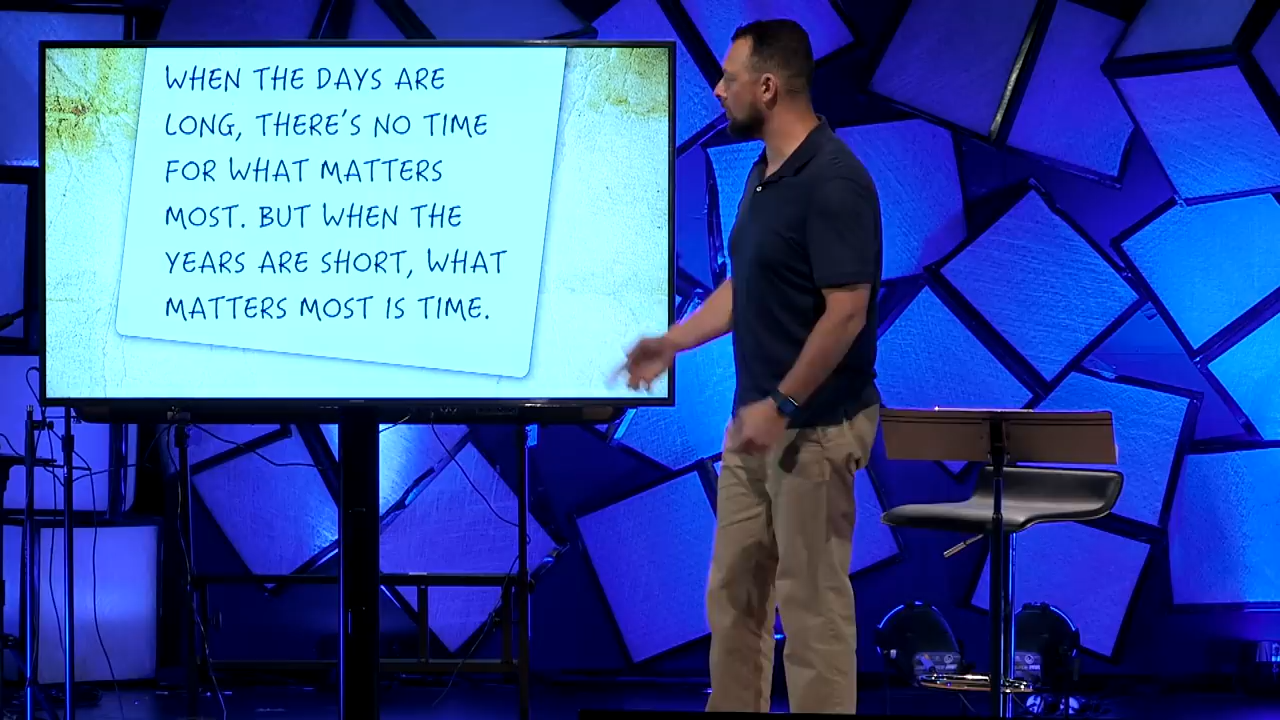 WHEN THE DAYS ARE
LONG, THERE'S NO TIME
FOR WHAT MATTERS
MOST. BUT WHEN THE
YEARS ARE SHORT, WHAT
MATTERS MOST IS TIME.